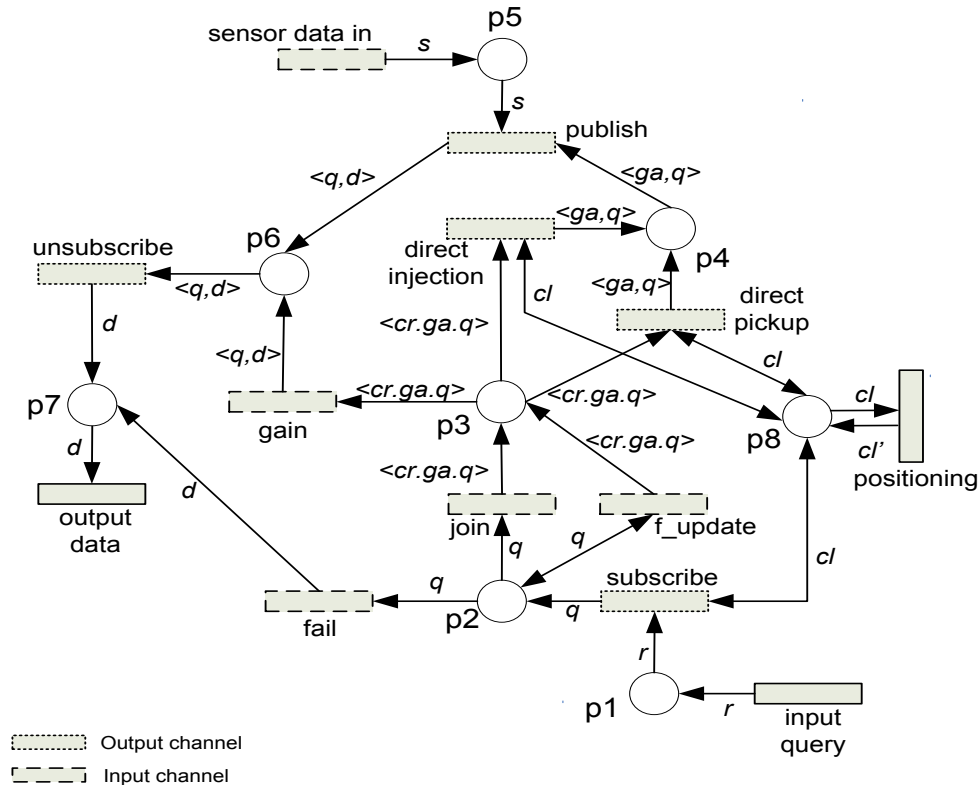 p5
sensor data in
s
s
publish
<q,d>
<ga,q>
p6
<ga,q>
unsubscribe
direct
injection
p4
<q,d>
<ga,q>
direct
pickup
cl
d
<cr.ga.q>
<q,d>
cl
<cr.ga.q>
<cr.ga.q>
cl
p7
p3
p8
gain
cl’
<cr.ga.q>
positioning
d
<cr.ga.q>
d
output
data
join
f_update
q
q
cl
subscribe
q
q
fail
p2
r
p1
r
input
query
Output channel
Input channel